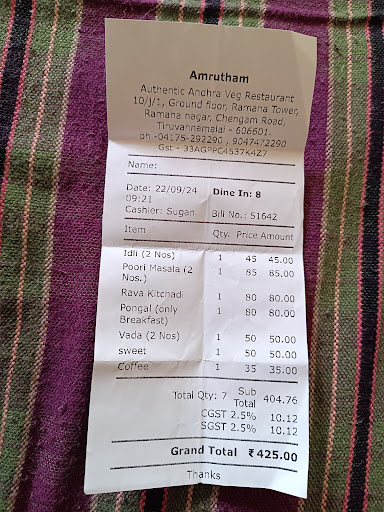 Amrutham
Authentic Andhra Veg Restaurant
10/j/1, Ground floor, Ramana Tower,
Ramana nagar, Chengam Road,
Tiruvannamalai - 606601.
ph -04175-292290 , 9047472290
Gst - 33AGPPC4637K4Z7
Name:
Date: 22/09/24 Dine In: 8
09:21
Cashier: Sugan Bill No.: 51642
Item Qty. Price Amount
Idli (2 Nos) 1 45 45.00
Poori Masala (2 1 85 85.00
Nos.)
Rava Kitchadi 1 80 80.00
Pongal (only 1 80 80.00
Breakfast)
Vada (2 Nos) 1 50 50.00
sweet 1 50 50.00
Coffee 1 35 35.00
Total Qty: 7 Sub 404.76
Total
CGST 2.5% 10.12
SGST 2.5% 10.12
Grand Total ₹425.00
Thanks